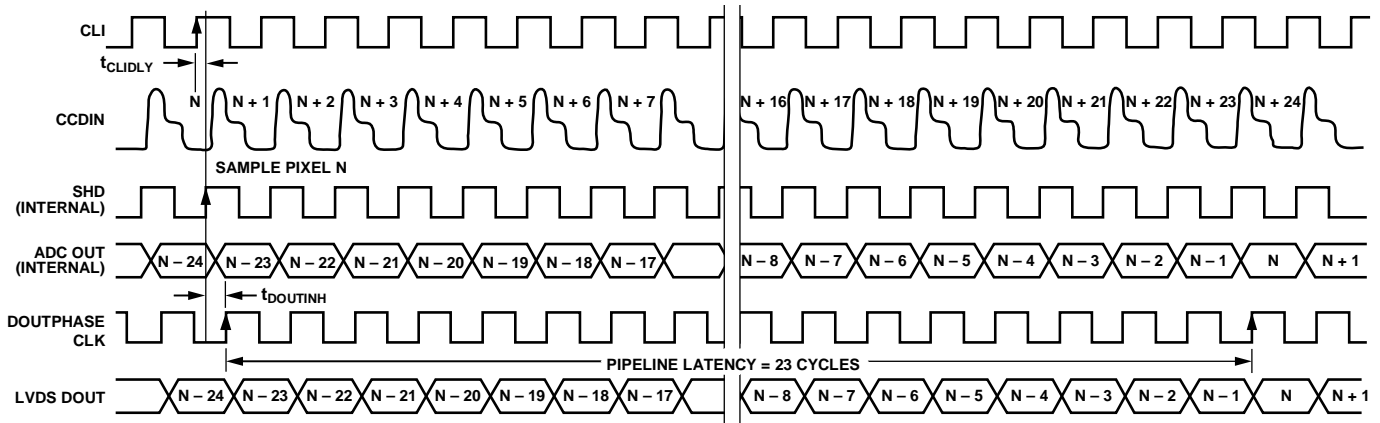 CLI
tCLIDLY
CCDIN
N N + 1 N + 2 N + 3 N + 4 N + 5 N + 6 N + 7 N + 16 N + 17 N + 18 N + 19 N + 20 N + 21 N + 22 N + 23 N + 24
SAMPLE PIXEL N
SHD
(INTERNAL)
ADC OUT
(INTERNAL)
N – 24 N – 23 N – 22 N – 21 N – 20 N – 19 N – 18 N – 17 N – 8 N – 7 N – 6 N – 5 N – 4 N – 3 N – 2 N – 1 N N + 1
tDOUTINH
DOUTPHASE
CLK
PIPELINE LATENCY = 23 CYCLES
LVDS DOUT
N – 24 N – 23 N – 22 N – 21 N – 20 N – 19 N – 18 N – 17 N – 8 N – 7 N – 6 N – 5 N – 4 N – 3 N – 2 N – 1 N N + 1